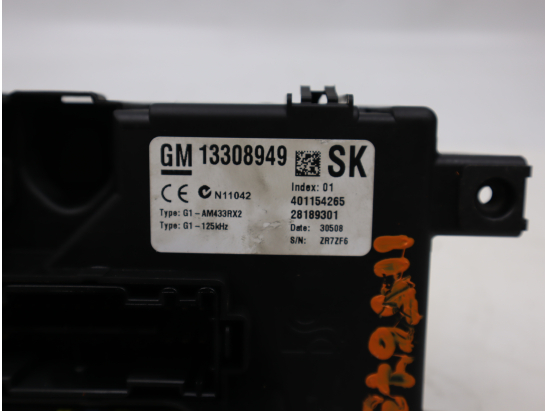 GM 13308949 SK
CE N11042
Index: 01
401154265
Type: G1-AM433RX2
28189301
Type: G1-125kHz
Date: 30508
S/N: ZR7ZF6